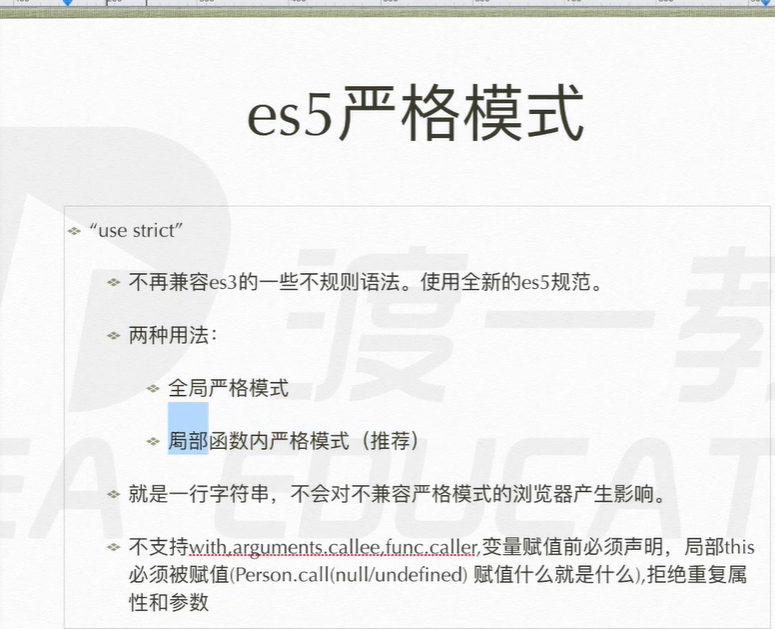 es5严格模式
“use strict”
不再兼容es3的一些不规则语法。使用全新的es5规范。
两种用法：
全局严格模式
局部函数内严格模式（推荐）
就是一行字符串，不会对不兼容严格模式的浏览器产生影响。
不支持with,arguments.callee,func.caller,变量赋值前必须声明，局部this
必须被赋值(Person.call(null/undefined) 赋值什么就是什么),拒绝重复属
性和参数
渡一教
EA EDUCAT